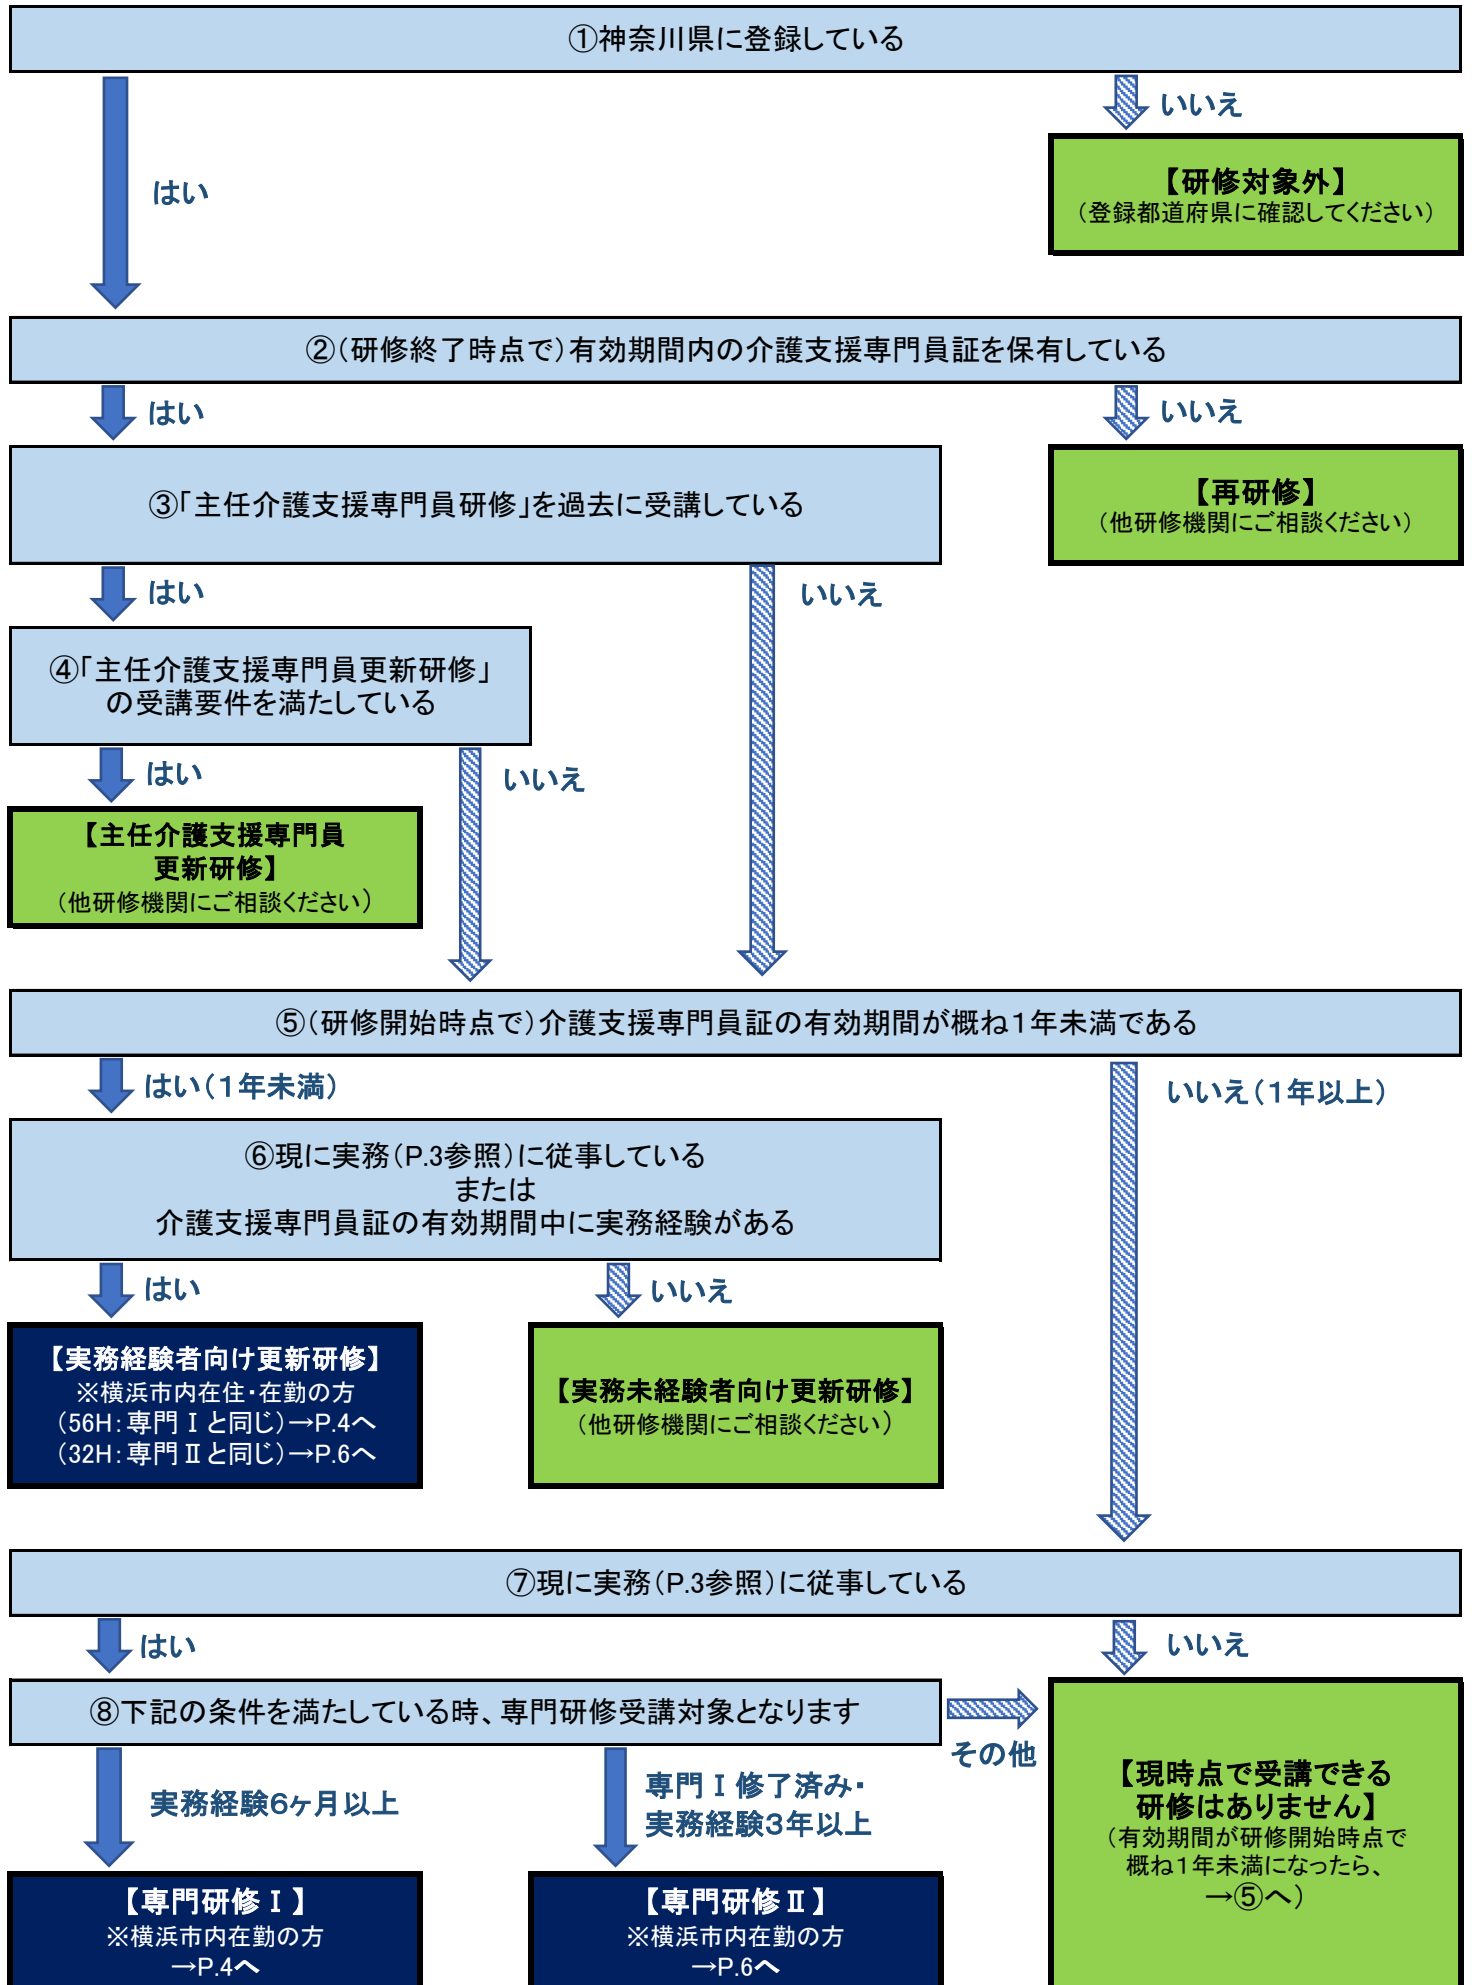 ①神奈川県に登録している
いいえ
はい
【研修対象外】
（登録都道府県に確認してください）
②（研修終了時点で）有効期間内の介護支援専門員証を保有している
はい
いいえ
③「主任介護支援専門員研修」を過去に受講している
【再研修】
（他研修機関にご相談ください）
はい
いいえ
④「主任介護支援専門員更新研修」
の受講要件を満たしている
はい
いいえ
【主任介護支援専門員
更新研修】
（他研修機関にご相談ください）
⑤（研修開始時点で）介護支援専門員証の有効期間が概ね１年未満である
はい（１年未満）
いいえ（１年以上）
⑥現に実務（P.3参照）に従事している
または
介護支援専門員証の有効期間中に実務経験がある
はい
いいえ
【実務経験者向け更新研修】
※横浜市内在住・在勤の方
（56H：専門Ⅰと同じ）→P.4へ
（32H：専門Ⅱと同じ）→P.6へ
【実務未経験者向け更新研修】
（他研修機関にご相談ください）
⑦現に実務（P.3参照）に従事している
はい
いいえ
⑧下記の条件を満たしている時、専門研修受講対象となります
その他
実務経験６ヶ月以上
専門Ⅰ修了済み・
実務経験３年以上
【現時点で受講できる
研修はありません】
（有効期間が研修開始時点で
概ね１年未満になったら、
→⑤へ）
【専門研修Ⅰ】
※横浜市内在勤の方
→P.4へ
【専門研修Ⅱ】
※横浜市内在勤の方
→P.6へ